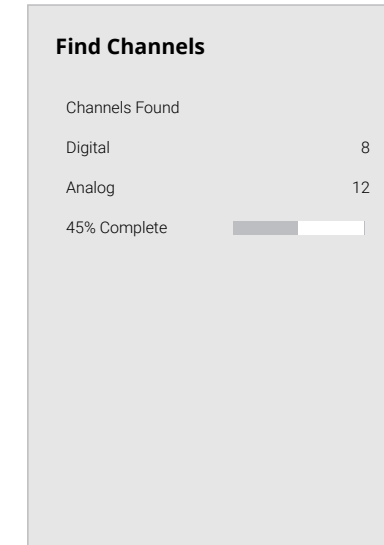 Find Channels
Channels Found
Digital 8
Analog 12
45% Complete